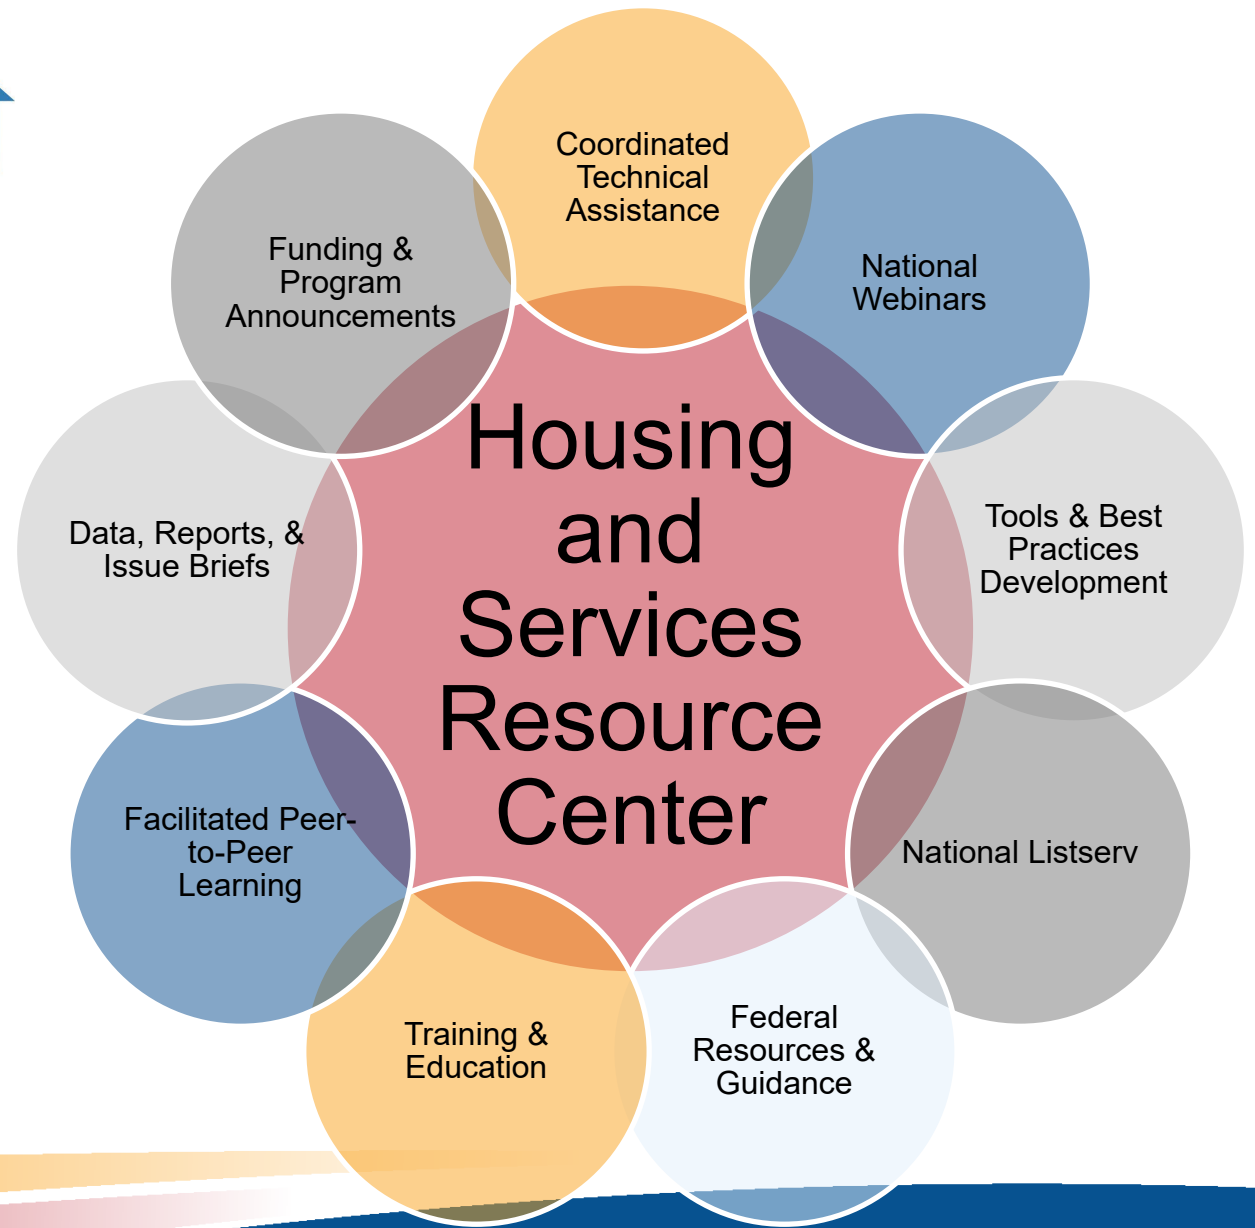 Coordinated
Technical
Assistance
National
Webinars
Tools & Best
Practices
Development
National Listserv
Federal
Resources &
Guidance
Training &
Education
Facilitated Peer-
to-Peer
Learning
Data, Reports, &
Issue Briefs
Funding &
Program
Announcements
Housing
and
Services
Resource
Center